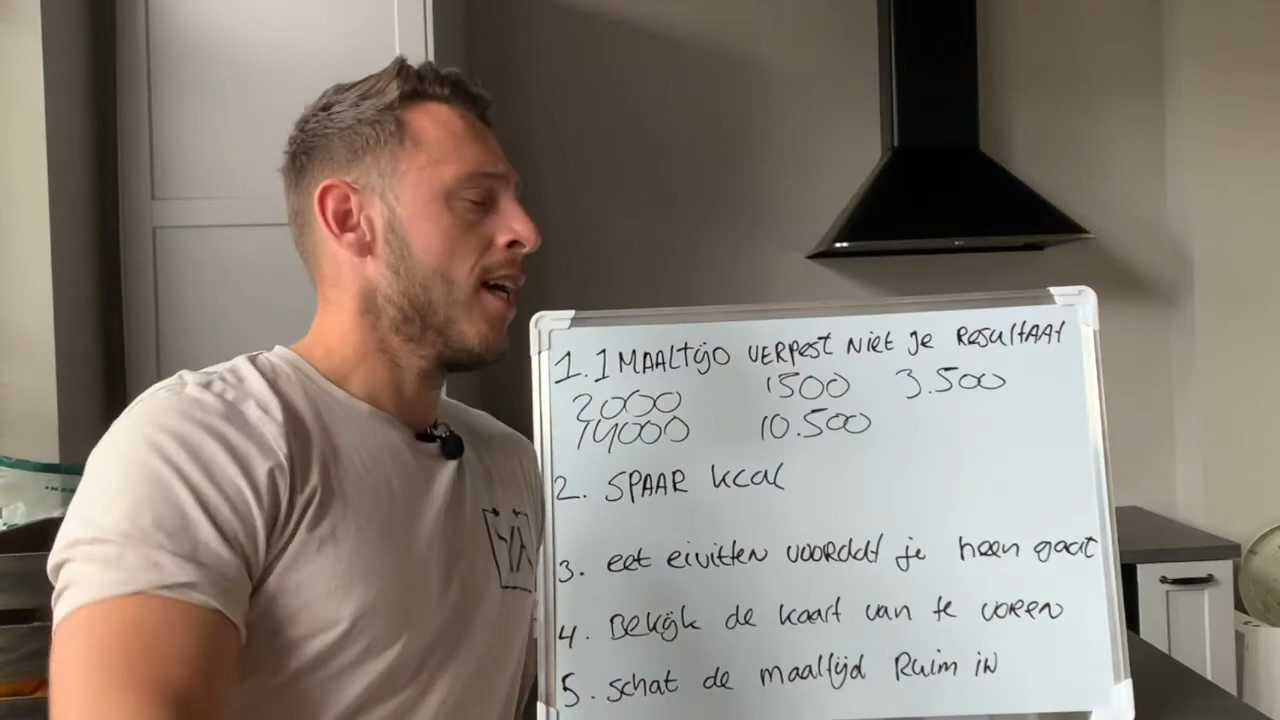 1. 1 MAALTIJD VERPEST NIET JE RESULTAAT
2000 1500 3.500
14000 10.500
2. SPAAR kcal
3. eet eiwitten voordat je heen gaat
4. Bekijk de kaart van te voren
5. schat de maaltijd Ruim in